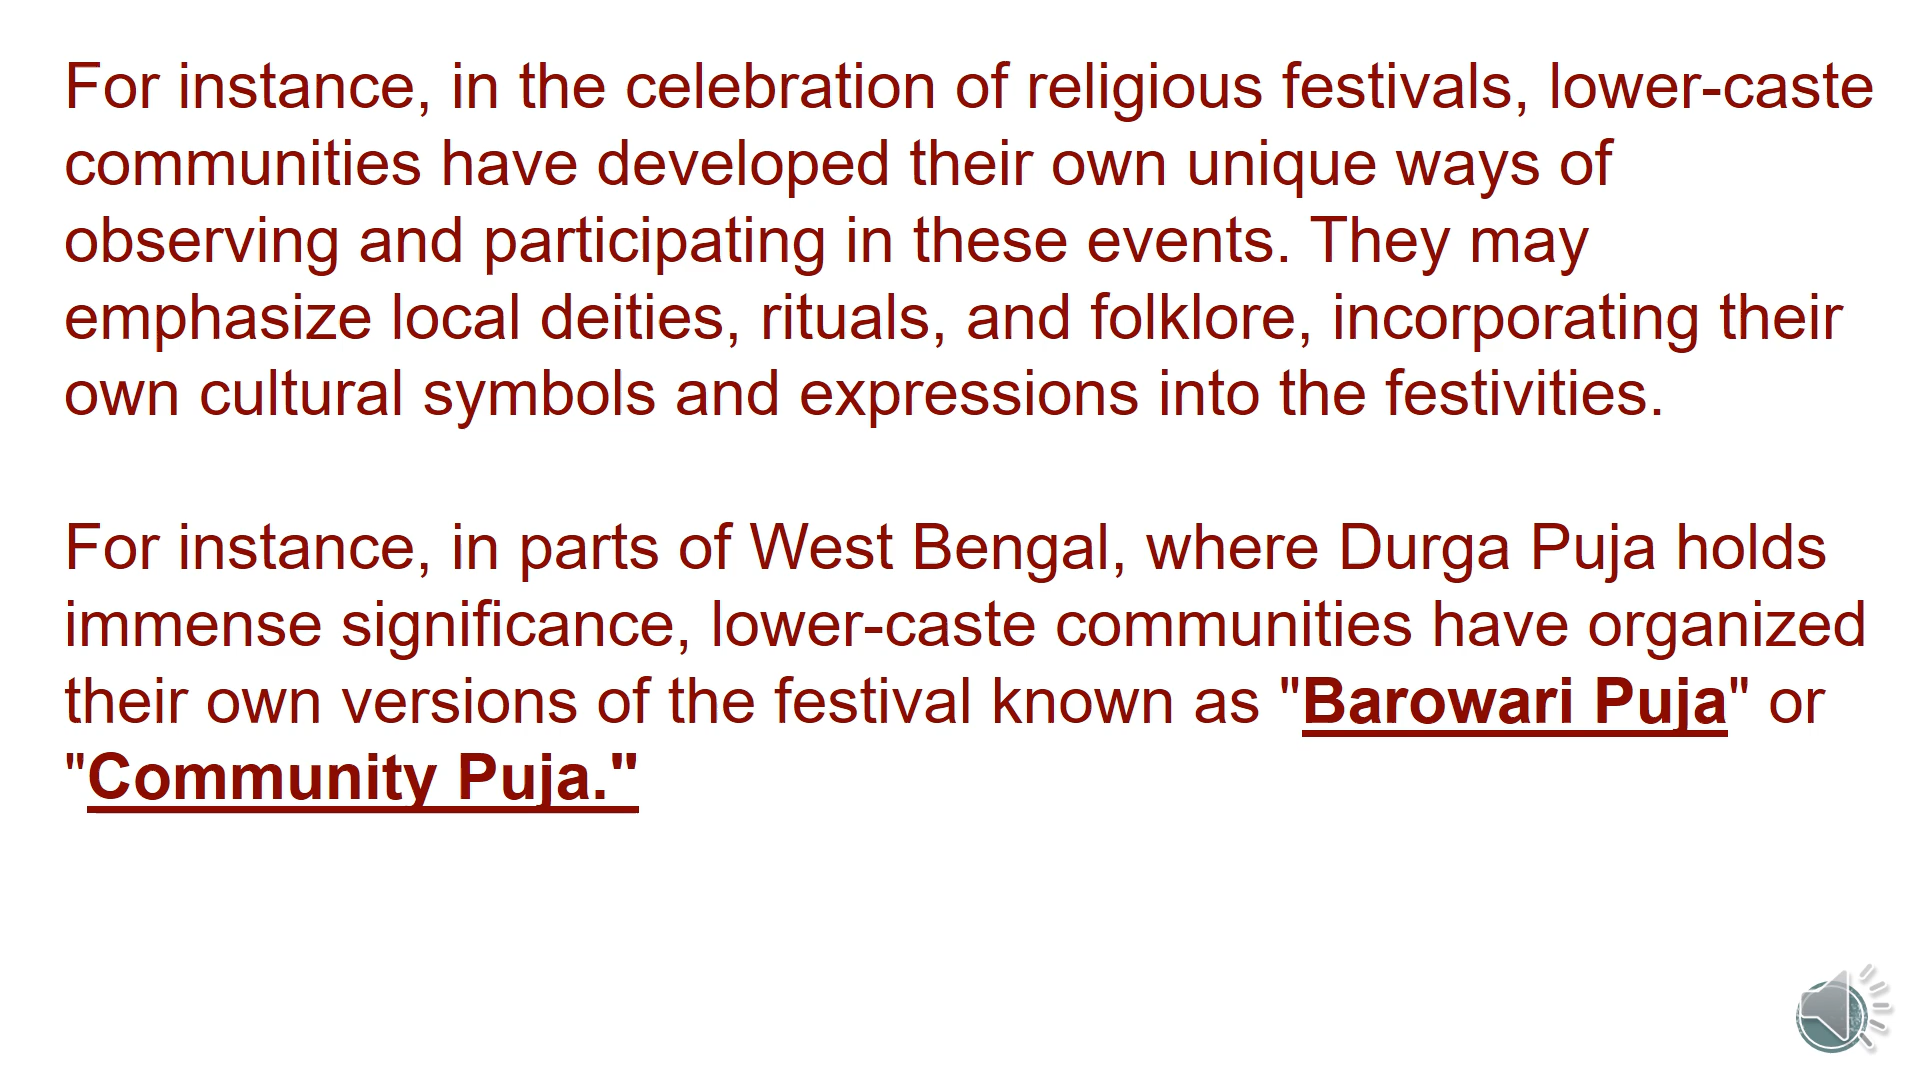 For instance, in the celebration of religious festivals, lower-caste
communities have developed their own unique ways of
observing and participating in these events. They may
emphasize local deities, rituals, and folklore, incorporating their
own cultural symbols and expressions into the festivities.
For instance, in parts of West Bengal, where Durga Puja holds
immense significance, lower-caste communities have organized
their own versions of the festival known as "Barowari Puja" or
"Community Puja."